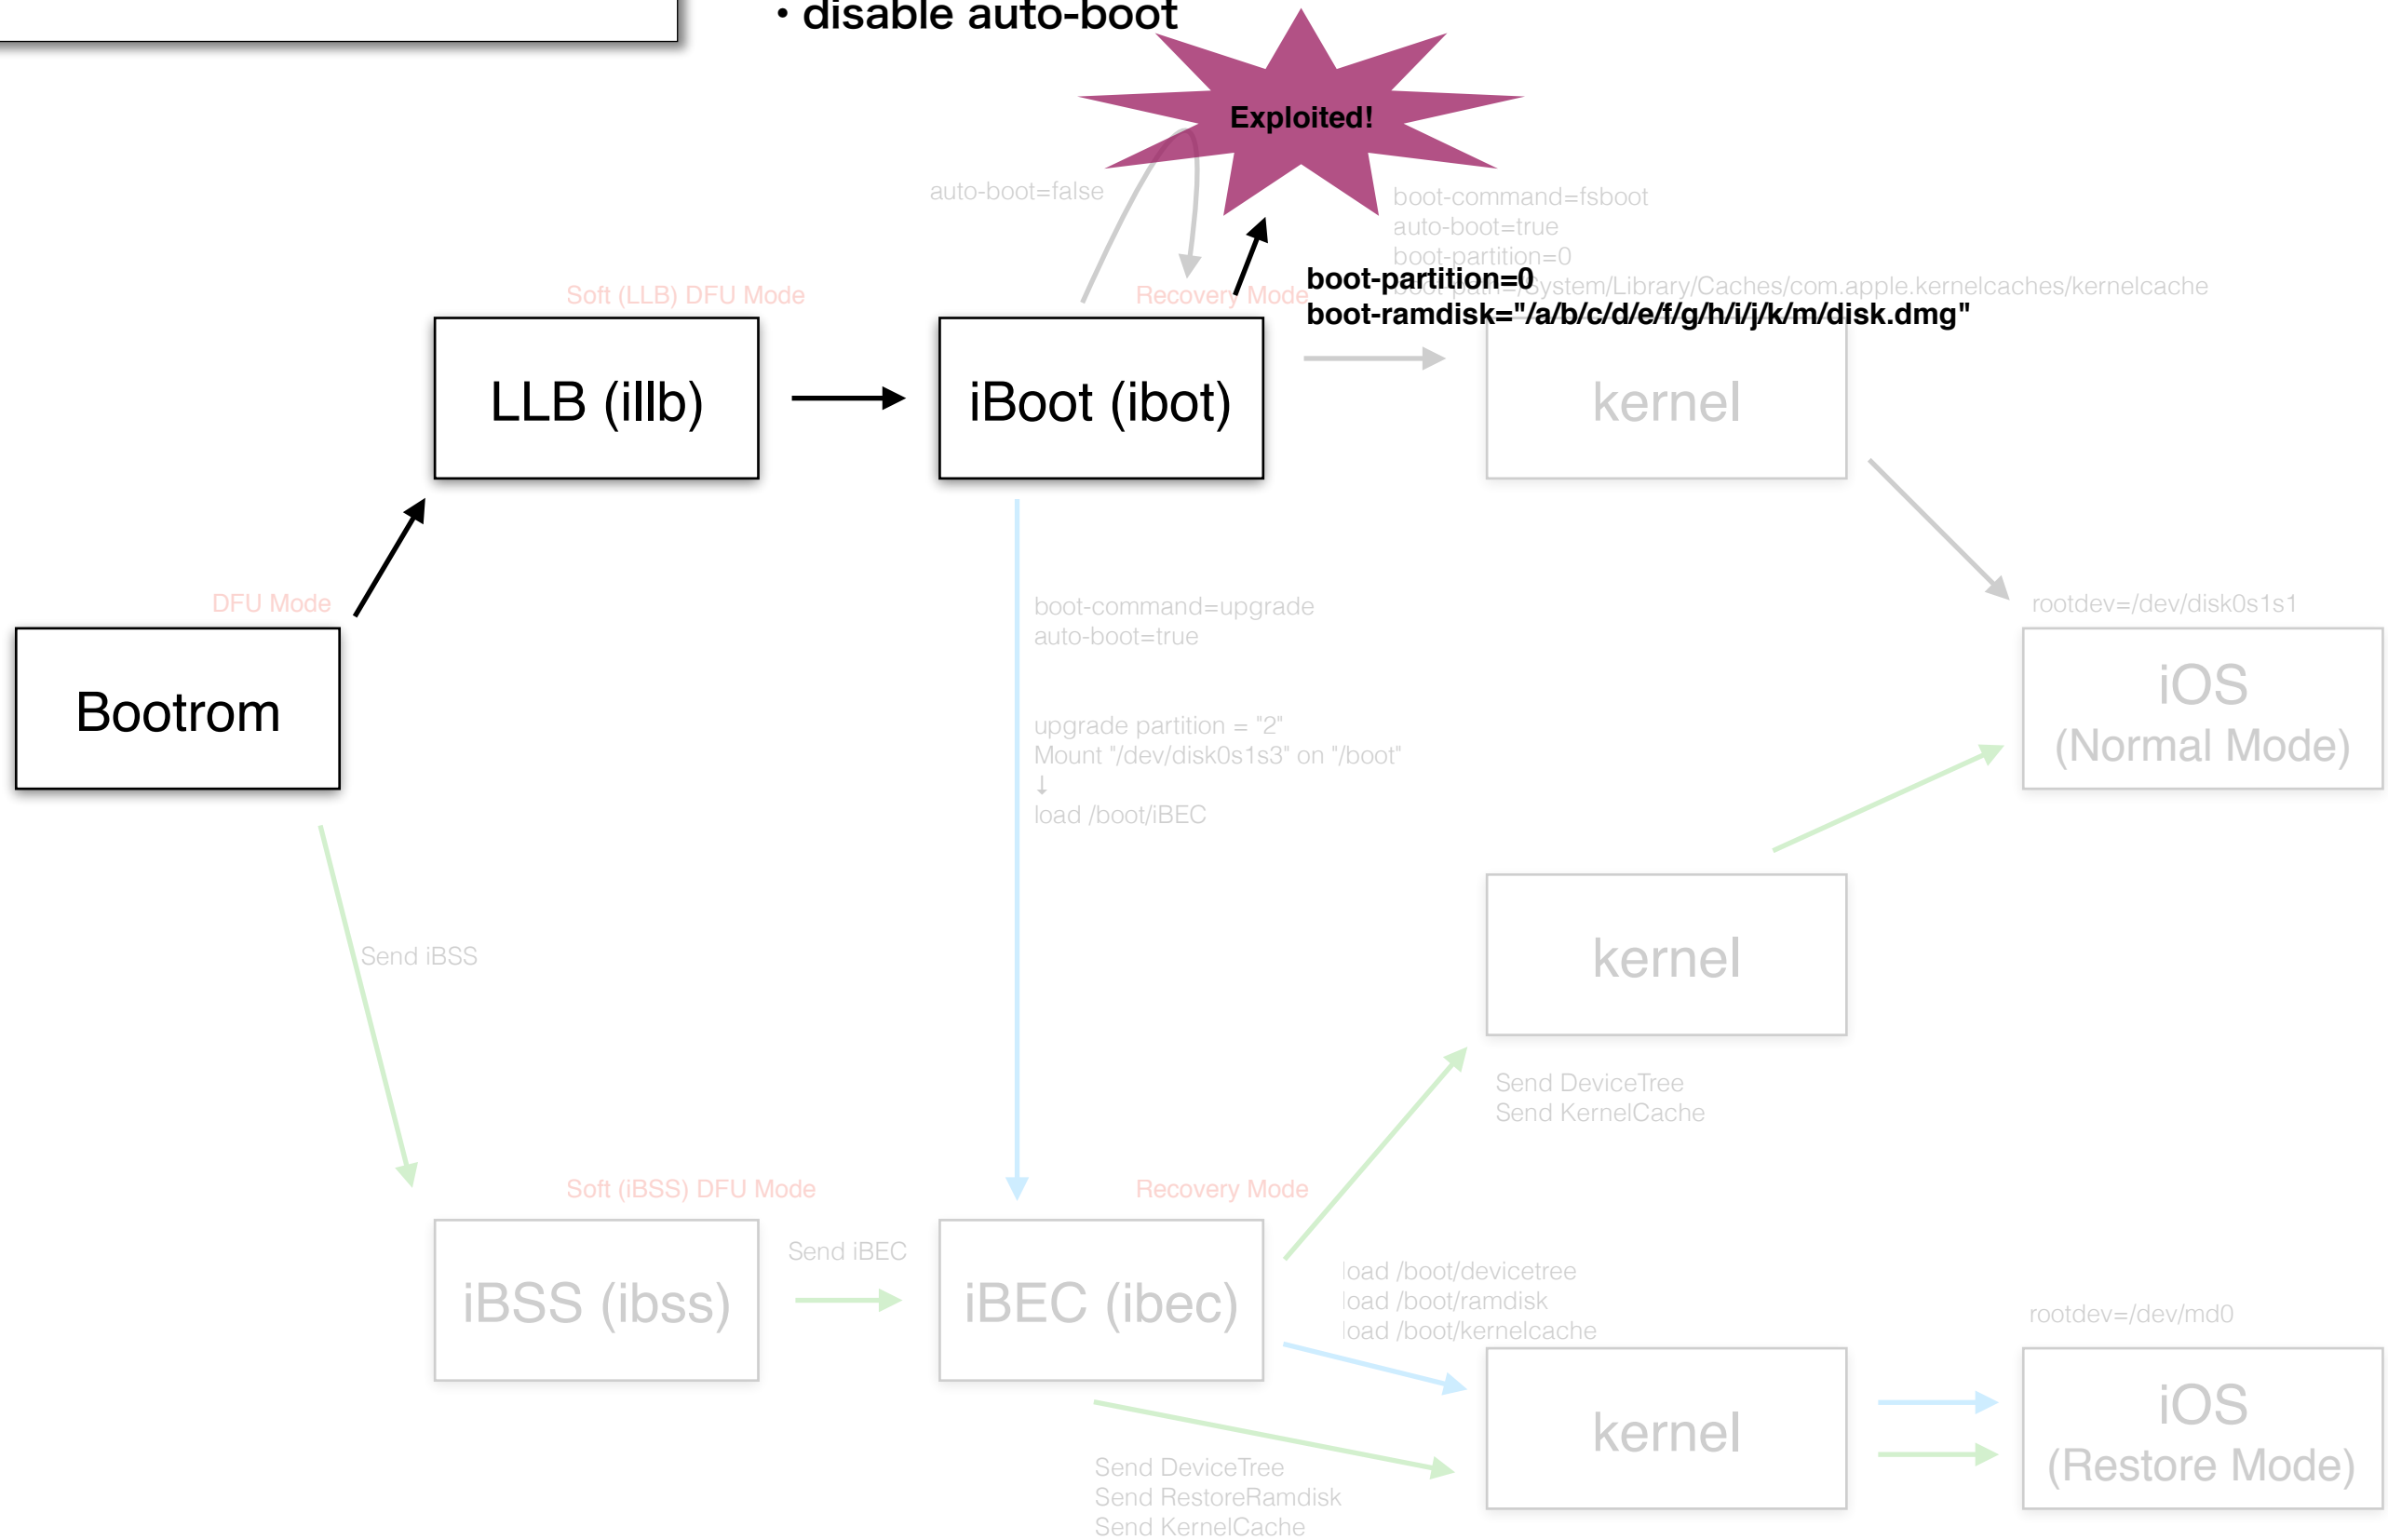 • disable auto-boot
Exploited!
auto-boot=false
boot-command=fsboot
auto-boot=true
boot-partition=0
boot-path=/System/Library/Caches/com.apple.kernelcaches/kernelcache
boot-partition=0
boot-ramdisk="/a/b/c/d/e/f/g/h/i/j/k/m/disk.dmg"
Soft (LLB) DFU Mode
Recovery Mode
LLB (illb)
iBoot (ibot)
kernel
DFU Mode
Bootrom
boot-command=upgrade
auto-boot=true
upgrade partition = "2"
Mount "/dev/disk0s1s3" on "/boot"
↓
load /boot/iBEC
rootdev=/dev/disk0s1s1
iOS
(Normal Mode)
Send iBSS
kernel
Send DeviceTree
Send KernelCache
Soft (iBSS) DFU Mode
Recovery Mode
iBSS (ibss)
Send iBEC
iBEC (ibec)
load /boot/devicetree
load /boot/ramdisk
load /boot/kernelcache
rootdev=/dev/md0
kernel
iOS
(Restore Mode)
Send DeviceTree
Send RestoreRamdisk
Send KernelCache